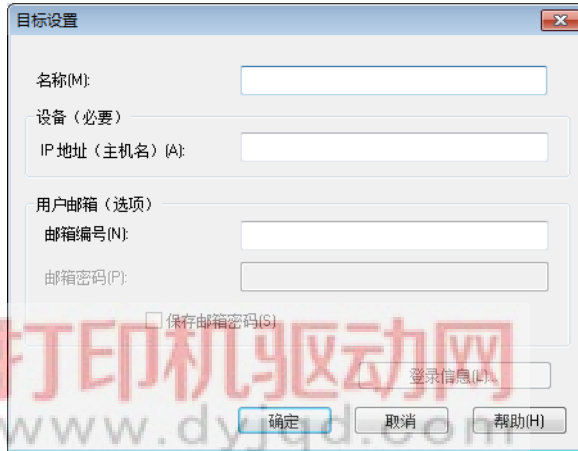 目标设置
名称(M):
设备（必要）
IP 地址（主机名）(A):
用户邮箱（选项）
邮箱编号(N):
邮箱密码(P):
保存邮箱密码(S)
打印机驱动网
登录信息(L)...
确定 取消 帮助(H)
www.dyjqd.com